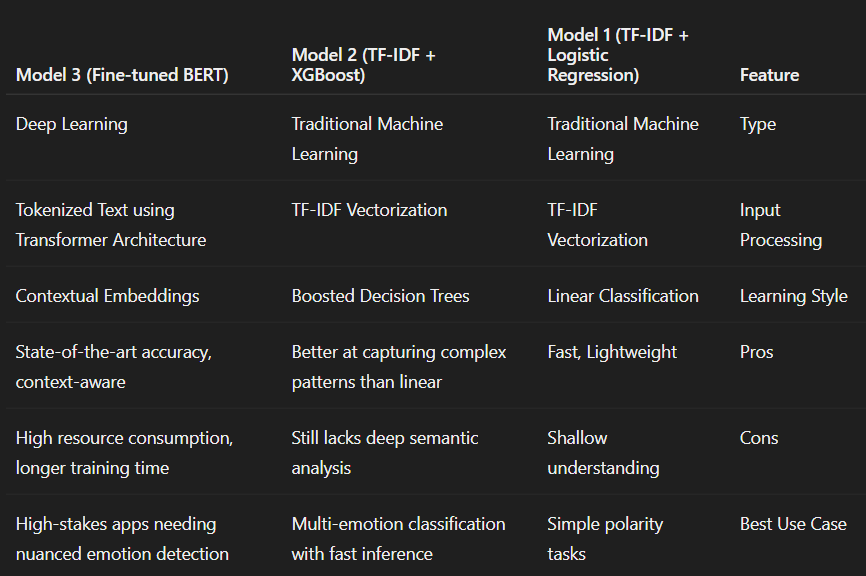 Model 3 (Fine-tuned BERT)
Model 2 (TF-IDF +
XGBoost)
Model 1 (TF-IDF +
Logistic
Regression)
Feature
Deep Learning
Traditional Machine
Learning
Traditional Machine
Learning
Type
Tokenized Text using
Transformer Architecture
TF-IDF Vectorization
TF-IDF
Vectorization
Input
Processing
Contextual Embeddings
Boosted Decision Trees
Linear Classification
Learning Style
State-of-the-art accuracy,
context-aware
Better at capturing complex
patterns than linear
Fast, Lightweight
Pros
High resource consumption,
longer training time
Still lacks deep semantic
analysis
Shallow
understanding
Cons
High-stakes apps needing
nuanced emotion detection
Multi-emotion classification
with fast inference
Simple polarity
tasks
Best Use Case